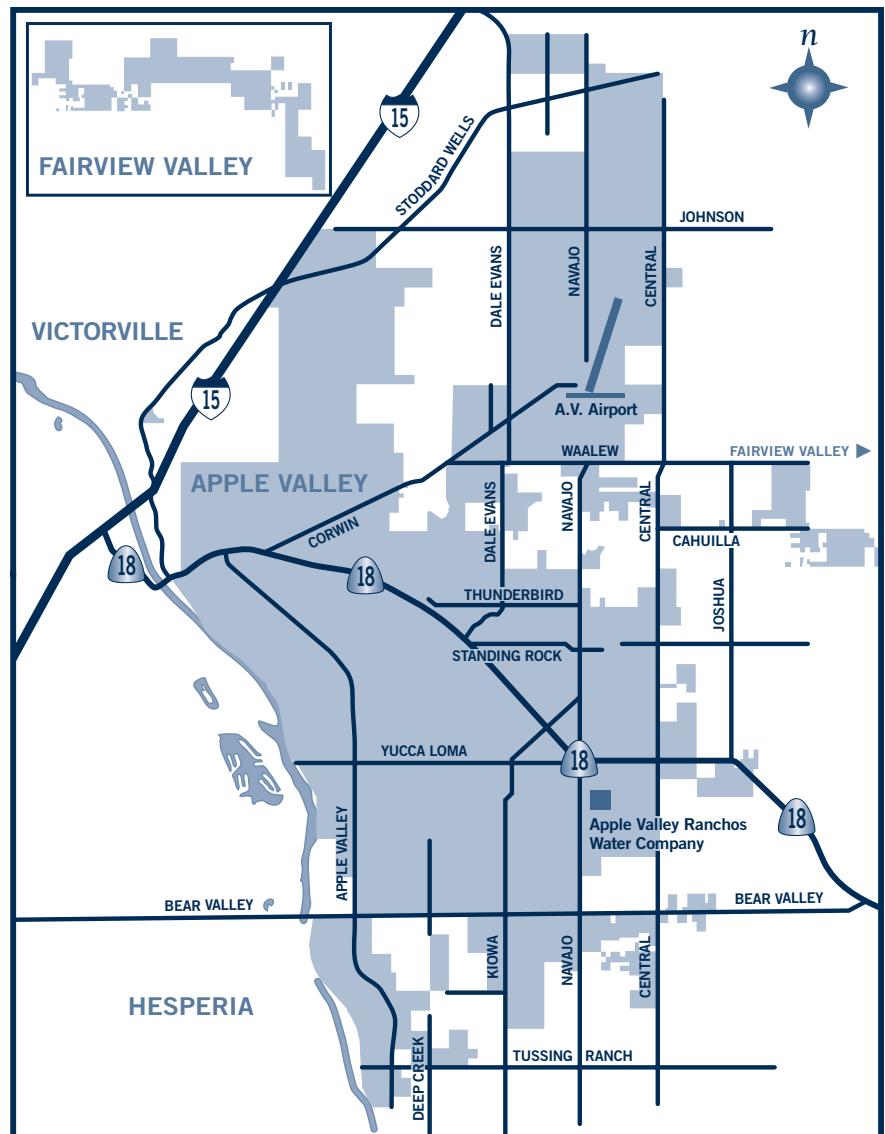 n
FAIRVIEW VALLEY
15
STODDARD WELLS
JOHNSON
DALE EVANS
NAVAJO
CENTRAL
VICTORVILLE
15
A.V. Airport
WAALEW
FAIRVIEW VALLEY
APPLE VALLEY
CORWIN
DALE EVANS
NAVAJO
CENTRAL
CAHUILLA
18
18
THUNDERBIRD
JOSHUA
STANDING ROCK
YUCCA LOMA
18
18
Apple Valley Ranchos
Water Company
APPLE VALLEY
BEAR VALLEY
BEAR VALLEY
KIOWA
NAVAJO
CENTRAL
HESPERIA
DEEP CREEK
TUSSING RANCH